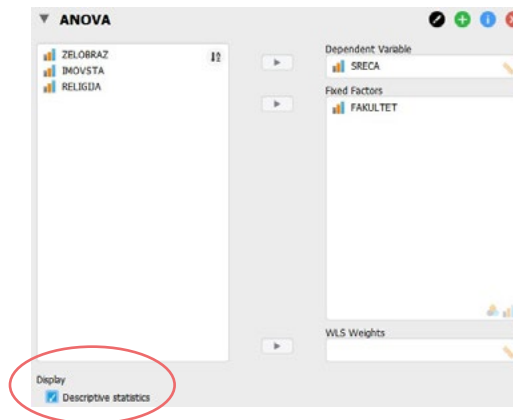 ANOVA
ZELOBRAZ
IMOVSTA
RELIGIJA
Dependent Variable
SRECA
Fixed Factors
FAKULTET
WLS Weights
Display
Descriptive statistics